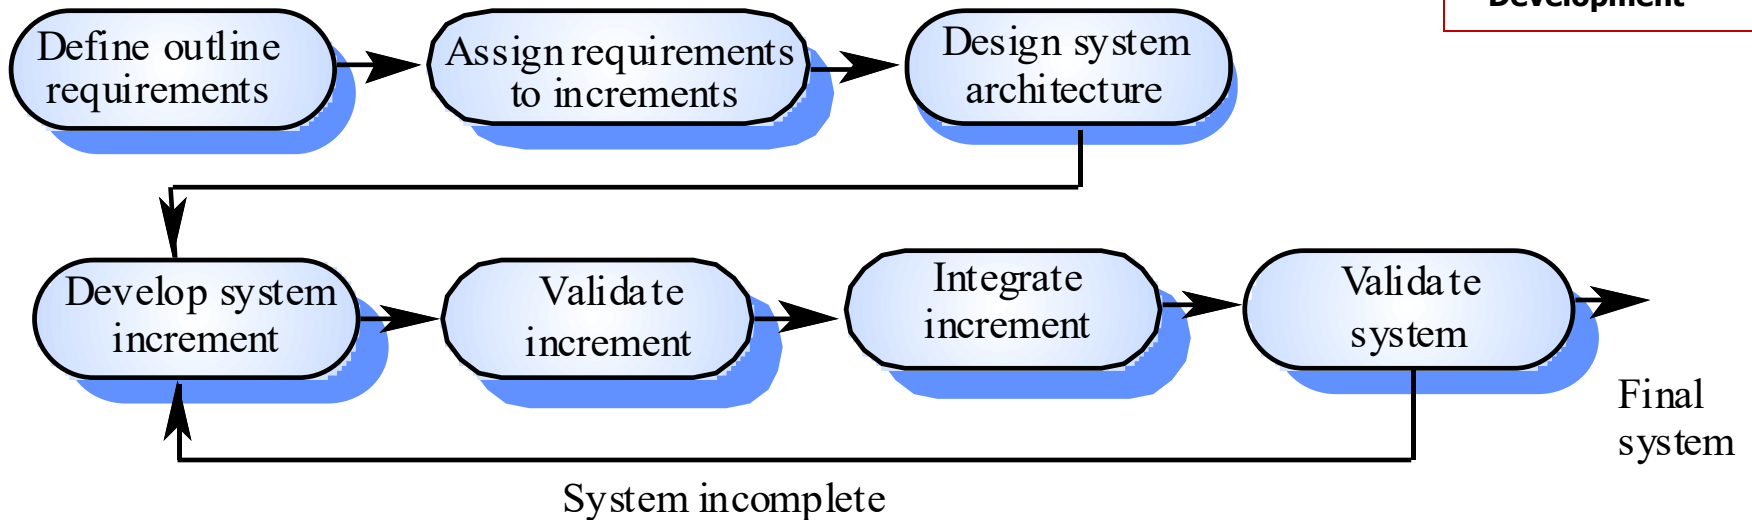 Development
Define outline
requirements
Assign requirements
to increments
Design system
architecture
Develop system
increment
Validate
increment
Integrate
increment
Validate
system
Final
system
System incomplete